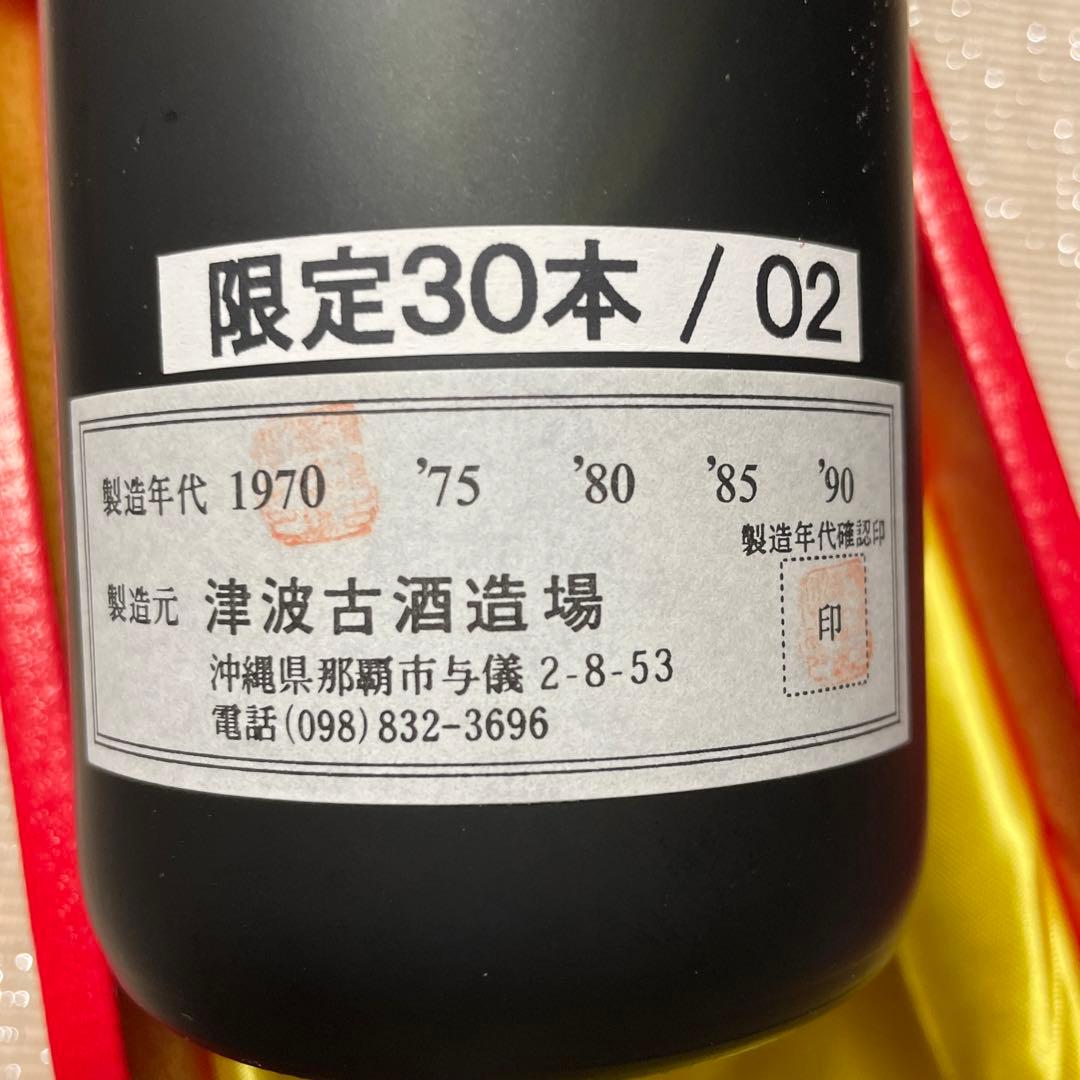 限定30本 / 02
製造年代 1970 ’75 ’80 ’85 ’90
製造年代確認印
印
製造元 津波古酒造場
沖縄県那覇市与儀 2-8-53
電話(098)832-3696